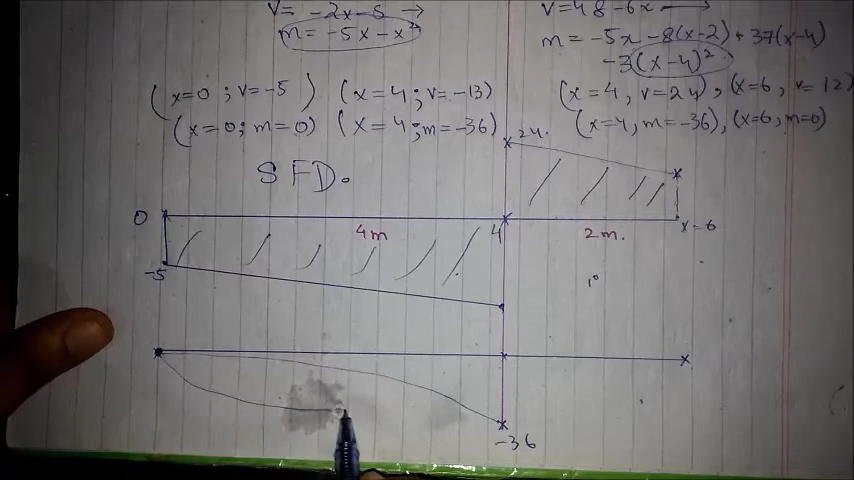 V = -2x-5 →
m = -5x-x²
V=48-6x →
m = -5x-8(x-2)+37(x-4)
-3(x-4)²
(x=0 ; v=-5) (x=4 ; v=-13)
(x=0; m=0) (x=4; m=-36)
(x=4, v=24), (x=6, v=12)
(x=4, m=-36), (x=6, m=0)
SFD.
24.
0
4m
4
2m.
x=6
-5
-36